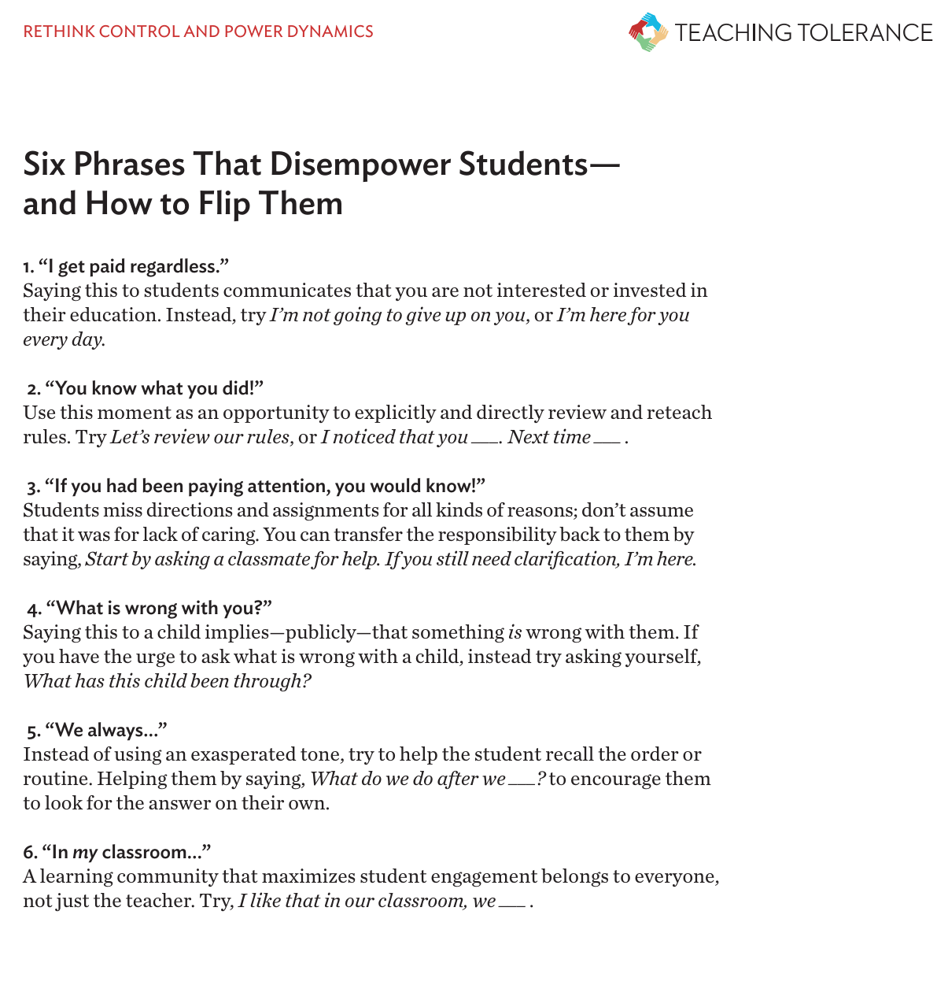 RETHINK CONTROL AND POWER DYNAMICS
TEACHING TOLERANCE
Six Phrases That Disempower Students—
and How to Flip Them
1. “I get paid regardless.”
Saying this to students communicates that you are not interested or invested in
their education. Instead, try I’m not going to give up on you, or I’m here for you
every day.
2. “You know what you did!”
Use this moment as an opportunity to explicitly and directly review and reteach
rules. Try Let’s review our rules, or I noticed that you ___. Next time ___ .
3. “If you had been paying attention, you would know!”
Students miss directions and assignments for all kinds of reasons; don’t assume
that it was for lack of caring. You can transfer the responsibility back to them by
saying, Start by asking a classmate for help. If you still need clarification, I’m here.
4. “What is wrong with you?”
Saying this to a child implies—publicly—that something is wrong with them. If
you have the urge to ask what is wrong with a child, instead try asking yourself,
What has this child been through?
5. “We always...”
Instead of using an exasperated tone, try to help the student recall the order or
routine. Helping them by saying, What do we do after we ___? to encourage them
to look for the answer on their own.
6. “In my classroom...”
A learning community that maximizes student engagement belongs to everyone,
not just the teacher. Try, I like that in our classroom, we ___ .